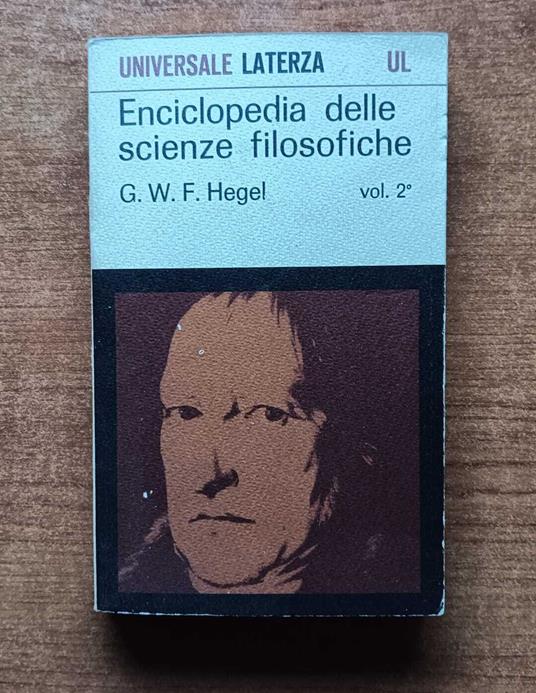 UNIVERSALE LATERZA UL
Enciclopedia delle
scienze filosofiche
G. W. F. Hegel vol. 2°